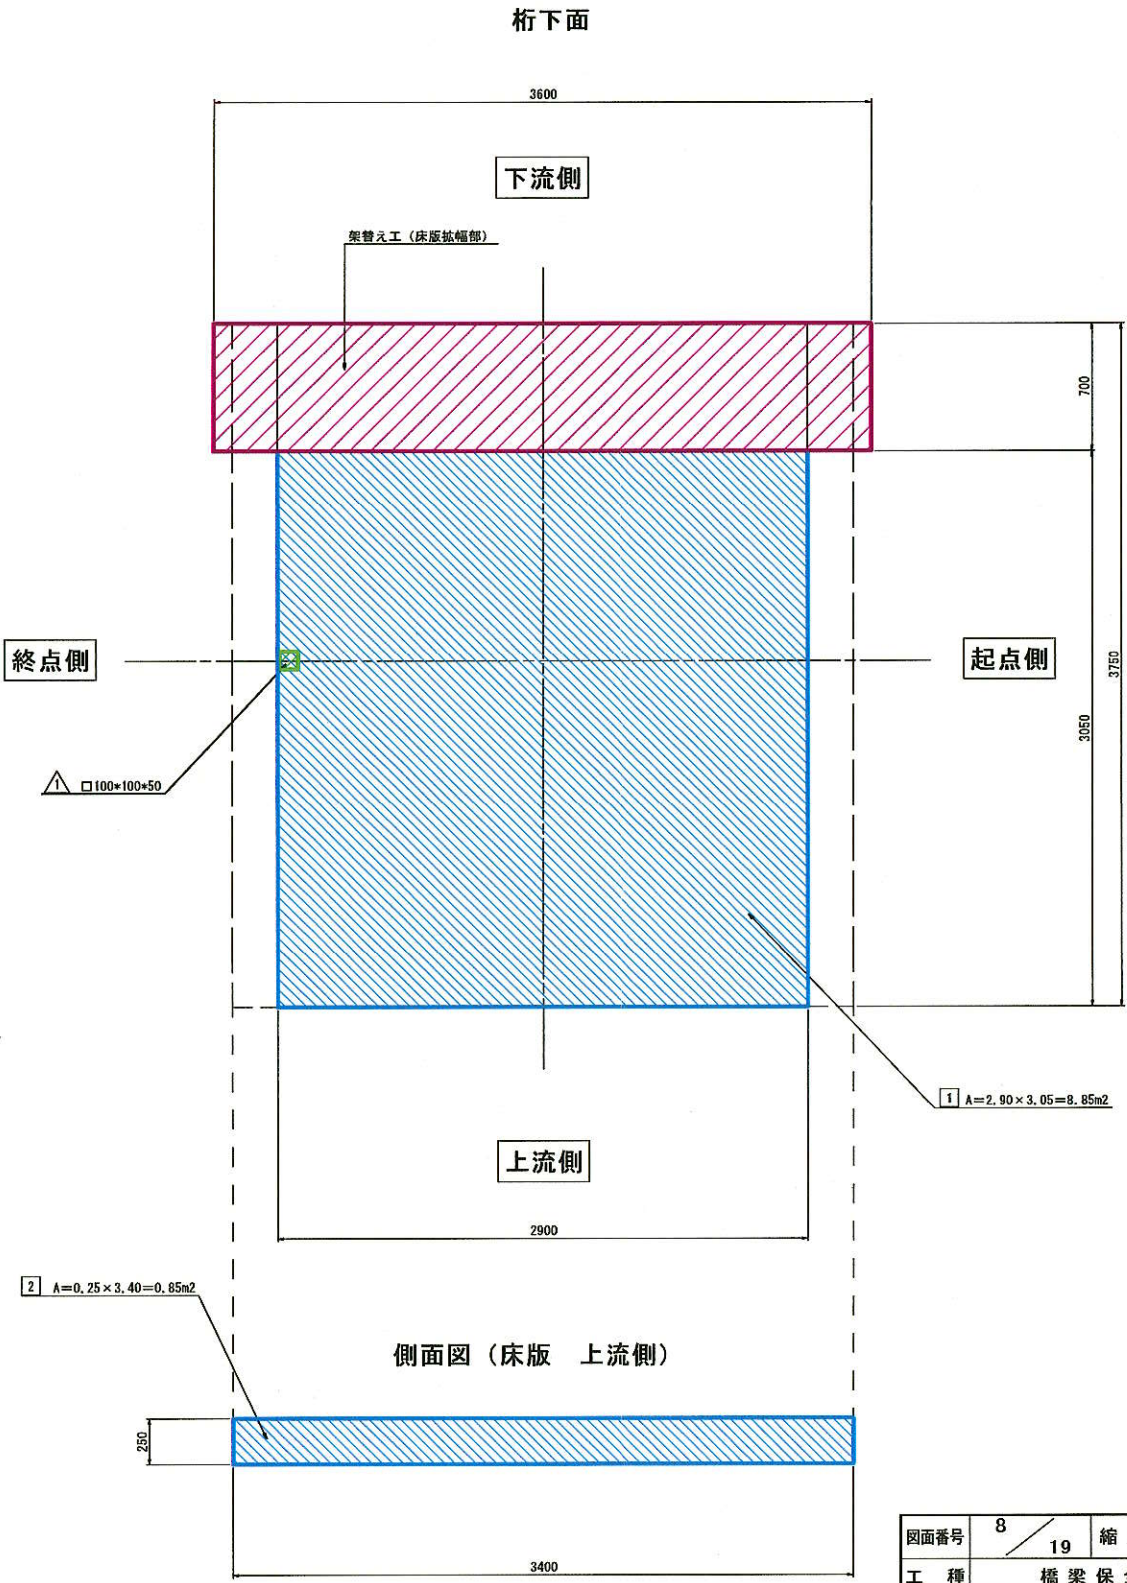 桁下面
3600
下流側
架替え工（床版拡幅部）
700
終点側
起点側
3750
3050
1 □100*100*50
1 A=2.90×3.05=8.85m2
上流側
2900
2 A=0.25×3.40=0.85m2
側面図（床版　上流側）
250
3400
図面番号 8/19 縮
工 種 橋 梁 保